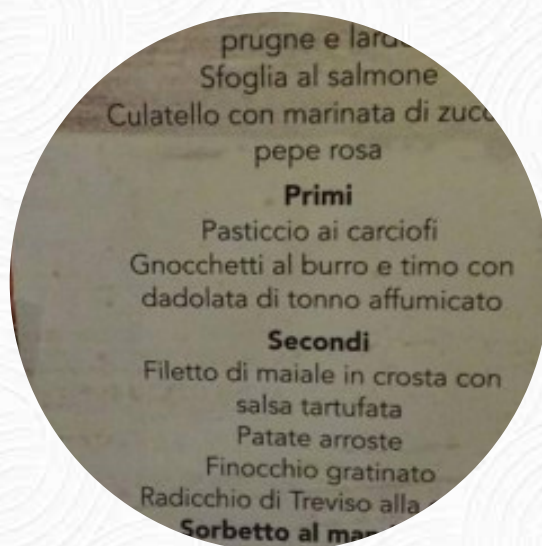 prugne e
Sfoglia al salmone
Culatello con marinata di
pepe rosa
Primi
Pasticcio ai carciofi
Gnocchetti al burro e timo con
dadolata di tonno affumicato
Secondi
Filetto di maiale in crosta con
salsa tartufata
Patate arroste
Finocchio gratinato
Radicchio di Treviso alla
Sorbetto al